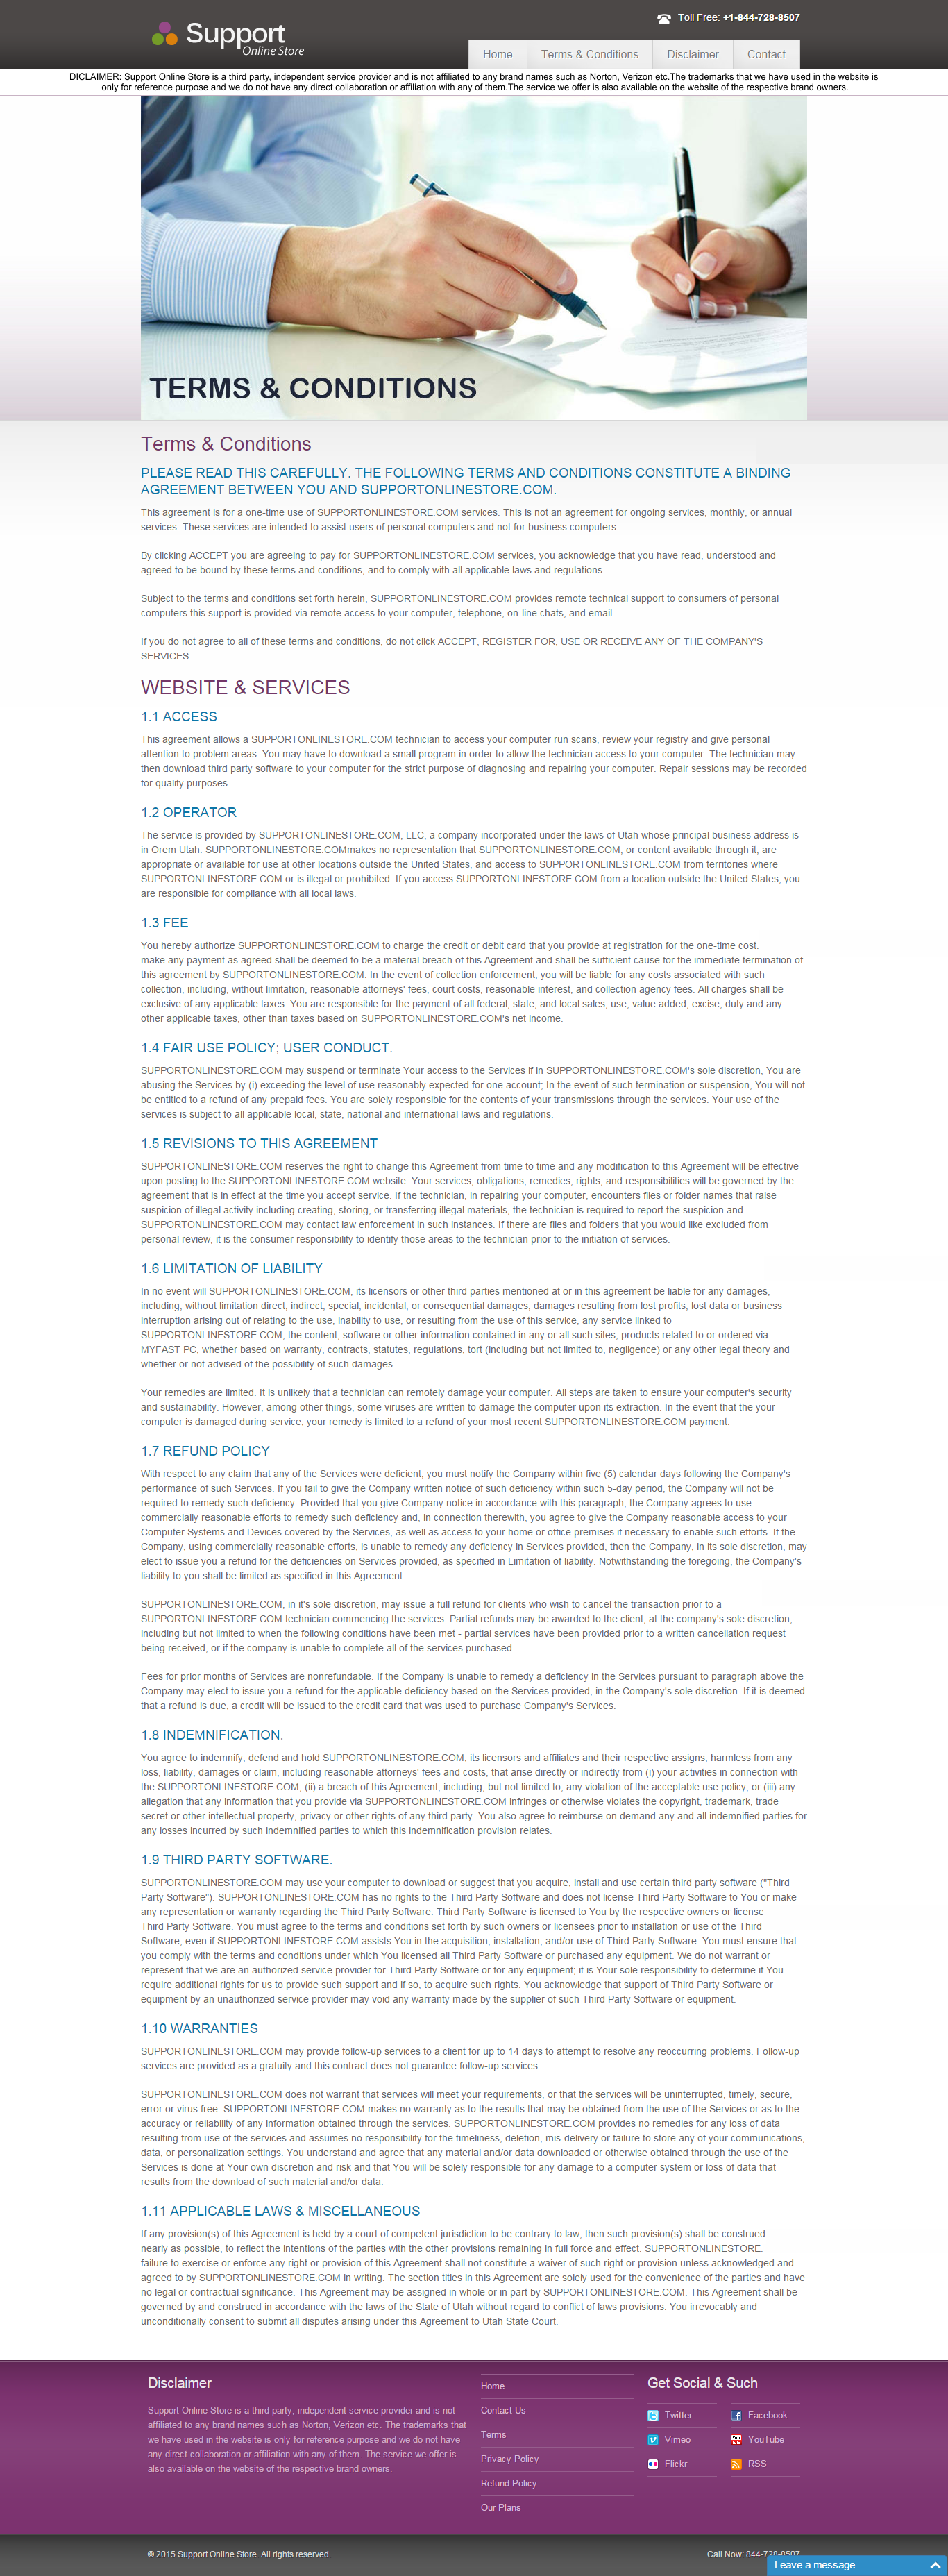 Support
Online Store
Toll Free: +1-844-728-8507
Home
Terms & Conditions
Disclaimer
Contact
DICLAIMER: Support Online Store is a third party, independent service provider and is not affiliated to any brand names such as Norton, Verizon etc.The trademarks that we have used in the website is
only for reference purpose and we do not have any direct collaboration or affiliation with any of them.The service we offer is also available on the website of the respective brand owners.
TERMS & CONDITIONS
Terms & Conditions
PLEASE READ THIS CAREFULLY. THE FOLLOWING TERMS AND CONDITIONS CONSTITUTE A BINDING
AGREEMENT BETWEEN YOU AND SUPPORTONLINESTORE.COM.
This agreement is for a one-time use of SUPPORTONLINESTORE.COM services. This is not an agreement for ongoing services, monthly, or annual
services. These services are intended to assist users of personal computers and not for business computers.
By clicking ACCEPT you are agreeing to pay for SUPPORTONLINESTORE.COM services, you acknowledge that you have read, understood and
agreed to be bound by these terms and conditions, and to comply with all applicable laws and regulations.
Subject to the terms and conditions set forth herein, SUPPORTONLINESTORE.COM provides remote technical support to consumers of personal
computers this support is provided via remote access to your computer, telephone, on-line chats, and email.
If you do not agree to all of these terms and conditions, do not click ACCEPT, REGISTER FOR, USE OR RECEIVE ANY OF THE COMPANY'S
SERVICES.
WEBSITE & SERVICES
1.1 ACCESS
This agreement allows a SUPPORTONLINESTORE.COM technician to access your computer run scans, review your registry and give personal
attention to problem areas. You may have to download a small program in order to allow the technician access to your computer. The technician may
then download third party software to your computer for the strict purpose of diagnosing and repairing your computer. Repair sessions may be recorded
for quality purposes.
1.2 OPERATOR
The service is provided by SUPPORTONLINESTORE.COM, LLC, a company incorporated under the laws of Utah whose principal business address is
in Orem Utah. SUPPORTONLINESTORE.COMmakes no representation that SUPPORTONLINESTORE.COM, or content available through it, are
appropriate or available for use at other locations outside the United States, and access to SUPPORTONLINESTORE.COM from territories where
SUPPORTONLINESTORE.COM or is illegal or prohibited. If you access SUPPORTONLINESTORE.COM from a location outside the United States, you
are responsible for compliance with all local laws.
1.3 FEE
You hereby authorize SUPPORTONLINESTORE.COM to charge the credit or debit card that you provide at registration for the one-time cost.
make any payment as agreed shall be deemed to be a material breach of this Agreement and shall be sufficient cause for the immediate termination of
this agreement by SUPPORTONLINESTORE.COM. In the event of collection enforcement, you will be liable for any costs associated with such
collection, including, without limitation, reasonable attorneys' fees, court costs, reasonable interest, and collection agency fees. All charges shall be
exclusive of any applicable taxes. You are responsible for the payment of all federal, state, and local sales, use, value added, excise, duty and any
other applicable taxes, other than taxes based on SUPPORTONLINESTORE.COM's net income.
1.4 FAIR USE POLICY; USER CONDUCT.
SUPPORTONLINESTORE.COM may suspend or terminate Your access to the Services if in SUPPORTONLINESTORE.COM's sole discretion, You are
abusing the Services by (i) exceeding the level of use reasonably expected for one account; In the event of such termination or suspension, You will not
be entitled to a refund of any prepaid fees. You are solely responsible for the contents of your transmissions through the services. Your use of the
services is subject to all applicable local, state, national and international laws and regulations.
1.5 REVISIONS TO THIS AGREEMENT
SUPPORTONLINESTORE.COM reserves the right to change this Agreement from time to time and any modification to this Agreement will be effective
upon posting to the SUPPORTONLINESTORE.COM website. Your services, obligations, remedies, rights, and responsibilities will be governed by the
agreement that is in effect at the time you accept service. If the technician, in repairing your computer, encounters files or folder names that raise
suspicion of illegal activity including creating, storing, or transferring illegal materials, the technician is required to report the suspicion and
SUPPORTONLINESTORE.COM may contact law enforcement in such instances. If there are files and folders that you would like excluded from
personal review, it is the consumer responsibility to identify those areas to the technician prior to the initiation of services.
1.6 LIMITATION OF LIABILITY
In no event will SUPPORTONLINESTORE.COM, its licensors or other third parties mentioned at or in this agreement be liable for any damages,
including, without limitation direct, indirect, special, incidental, or consequential damages, damages resulting from lost profits, lost data or business
interruption arising out of relating to the use, inability to use, or resulting from the use of this service, any service linked to
SUPPORTONLINESTORE.COM, the content, software or other information contained in any or all such sites, products related to or ordered via
MYFAST PC, whether based on warranty, contracts, statutes, regulations, tort (including but not limited to, negligence) or any other legal theory and
whether or not advised of the possibility of such damages.
Your remedies are limited. It is unlikely that a technician can remotely damage your computer. All steps are taken to ensure your computer's security
and sustainability. However, among other things, some viruses are written to damage the computer upon its extraction. In the event that the your
computer is damaged during service, your remedy is limited to a refund of your most recent SUPPORTONLINESTORE.COM payment.
1.7 REFUND POLICY
With respect to any claim that any of the Services were deficient, you must notify the Company within five (5) calendar days following the Company's
performance of such Services. If you fail to give the Company written notice of such deficiency within such 5-day period, the Company will not be
required to remedy such deficiency. Provided that you give Company notice in accordance with this paragraph, the Company agrees to use
commercially reasonable efforts to remedy such deficiency and, in connection therewith, you agree to give the Company reasonable access to your
Computer Systems and Devices covered by the Services, as well as access to your home or office premises if necessary to enable such efforts. If the
Company, using commercially reasonable efforts, is unable to remedy any deficiency in Services provided, then the Company, in its sole discretion, may
elect to issue you a refund for the deficiencies on Services provided, as specified in Limitation of liability. Notwithstanding the foregoing, the Company's
liability to you shall be limited as specified in this Agreement.
SUPPORTONLINESTORE.COM, in it's sole discretion, may issue a full refund for clients who wish to cancel the transaction prior to a
SUPPORTONLINESTORE.COM technician commencing the services. Partial refunds may be awarded to the client, at the company's sole discretion,
including but not limited to when the following conditions have been met - partial services have been provided prior to a written cancellation request
being received, or if the company is unable to complete all of the services purchased.
Fees for prior months of Services are nonrefundable. If the Company is unable to remedy a deficiency in the Services pursuant to paragraph above the
Company may elect to issue you a refund for the applicable deficiency based on the Services provided, in the Company's sole discretion. If it is deemed
that a refund is due, a credit will be issued to the credit card that was used to purchase Company's Services.
1.8 INDEMNIFICATION.
You agree to indemnify, defend and hold SUPPORTONLINESTORE.COM, its licensors and affiliates and their respective assigns, harmless from any
loss, liability, damages or claim, including reasonable attorneys' fees and costs, that arise directly or indirectly from (i) your activities in connection with
the SUPPORTONLINESTORE.COM, (ii) a breach of this Agreement, including, but not limited to, any violation of the acceptable use policy, or (iii) any
allegation that any information that you provide via SUPPORTONLINESTORE.COM infringes or otherwise violates the copyright, trademark, trade
secret or other intellectual property, privacy or other rights of any third party. You also agree to reimburse on demand any and all indemnified parties for
any losses incurred by such indemnified parties to which this indemnification provision relates.
1.9 THIRD PARTY SOFTWARE.
SUPPORTONLINESTORE.COM may use your computer to download or suggest that you acquire, install and use certain third party software ("Third
Party Software"). SUPPORTONLINESTORE.COM has no rights to the Third Party Software and does not license Third Party Software to You or make
any representation or warranty regarding the Third Party Software. Third Party Software is licensed to You by the respective owners or license
Third Party Software. You must agree to the terms and conditions set forth by such owners or licensees prior to installation or use of the Third
Software, even if SUPPORTONLINESTORE.COM assists You in the acquisition, installation, and/or use of Third Party Software. You must ensure that
you comply with the terms and conditions under which You licensed all Third Party Software or purchased any equipment. We do not warrant or
represent that we are an authorized service provider for Third Party Software or for any equipment; it is Your sole responsibility to determine if You
require additional rights for us to provide such support and if so, to acquire such rights. You acknowledge that support of Third Party Software or
equipment by an unauthorized service provider may void any warranty made by the supplier of such Third Party Software or equipment.
1.10 WARRANTIES
SUPPORTONLINESTORE.COM may provide follow-up services to a client for up to 14 days to attempt to resolve any reoccurring problems. Follow-up
services are provided as a gratuity and this contract does not guarantee follow-up services.
SUPPORTONLINESTORE.COM does not warrant that services will meet your requirements, or that the services will be uninterrupted, timely, secure,
error or virus free. SUPPORTONLINESTORE.COM makes no warranty as to the results that may be obtained from the use of the Services or as to the
accuracy or reliability of any information obtained through the services. SUPPORTONLINESTORE.COM provides no remedies for any loss of data
resulting from use of the services and assumes no responsibility for the timeliness, deletion, mis-delivery or failure to store any of your communications,
data, or personalization settings. You understand and agree that any material and/or data downloaded or otherwise obtained through the use of the
Services is done at Your own discretion and risk and that You will be solely responsible for any damage to a computer system or loss of data that
results from the download of such material and/or data.
1.11 APPLICABLE LAWS & MISCELLANEOUS
If any provision(s) of this Agreement is held by a court of competent jurisdiction to be contrary to law, then such provision(s) shall be construed
nearly as possible, to reflect the intentions of the parties with the other provisions remaining in full force and effect. SUPPORTONLINESTORE.
failure to exercise or enforce any right or provision of this Agreement shall not constitute a waiver of such right or provision unless acknowledged and
agreed to by SUPPORTONLINESTORE.COM in writing. The section titles in this Agreement are solely used for the convenience of the parties and have
no legal or contractual significance. This Agreement may be assigned in whole or in part by SUPPORTONLINESTORE.COM. This Agreement shall be
governed by and construed in accordance with the laws of the State of Utah without regard to conflict of laws provisions. You irrevocably and
unconditionally consent to submit all disputes arising under this Agreement to Utah State Court.
Disclaimer
Support Online Store is a third party, independent service provider and is not
affiliated to any brand names such as Norton, Verizon etc. The trademarks that
we have used in the website is only for reference purpose and we do not have
any direct collaboration or affiliation with any of them. The service we offer is
also available on the website of the respective brand owners.
Home
Contact Us
Terms
Privacy Policy
Refund Policy
Our Plans
Get Social & Such
Twitter
Facebook
Vimeo
YouTube
Flickr
RSS
© 2015 Support Online Store. All rights reserved.
Call Now: 844-728-8507
Leave a message